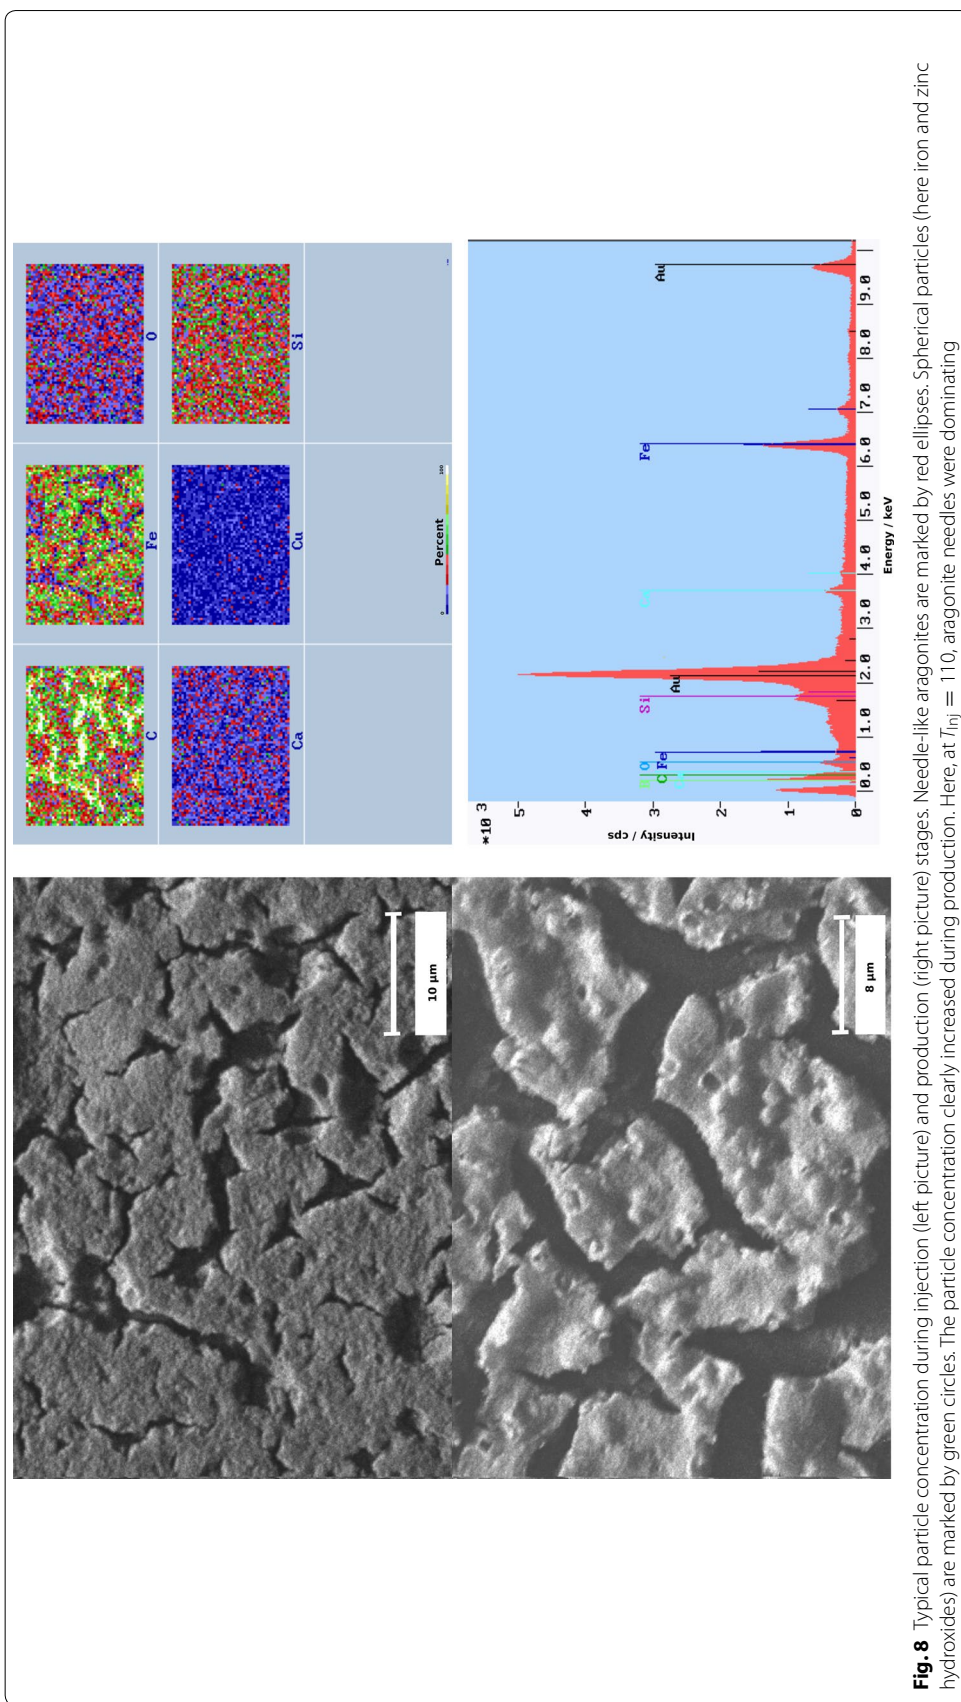 10 µm
8 µm
C Fe O
Ca Cu Si
0 Percent 100
*10 3
Intensity / cps
5
4
3
2
1
0
O
C Fe
Si
Au
Ca
Fe
Au
0.0 1.0 2.0 3.0 4.0 5.0 6.0 7.0 8.0 9.0
Energy / keV
Fig. 8 Typical particle concentration during injection (left picture) and production (right picture) stages. Needle-like aragonites are marked by red ellipses. Spherical particles (here iron and zinc
hydroxides) are marked by green circles. The particle concentration clearly increased during production. Here, at Tinj = 110, aragonite needles were dominating